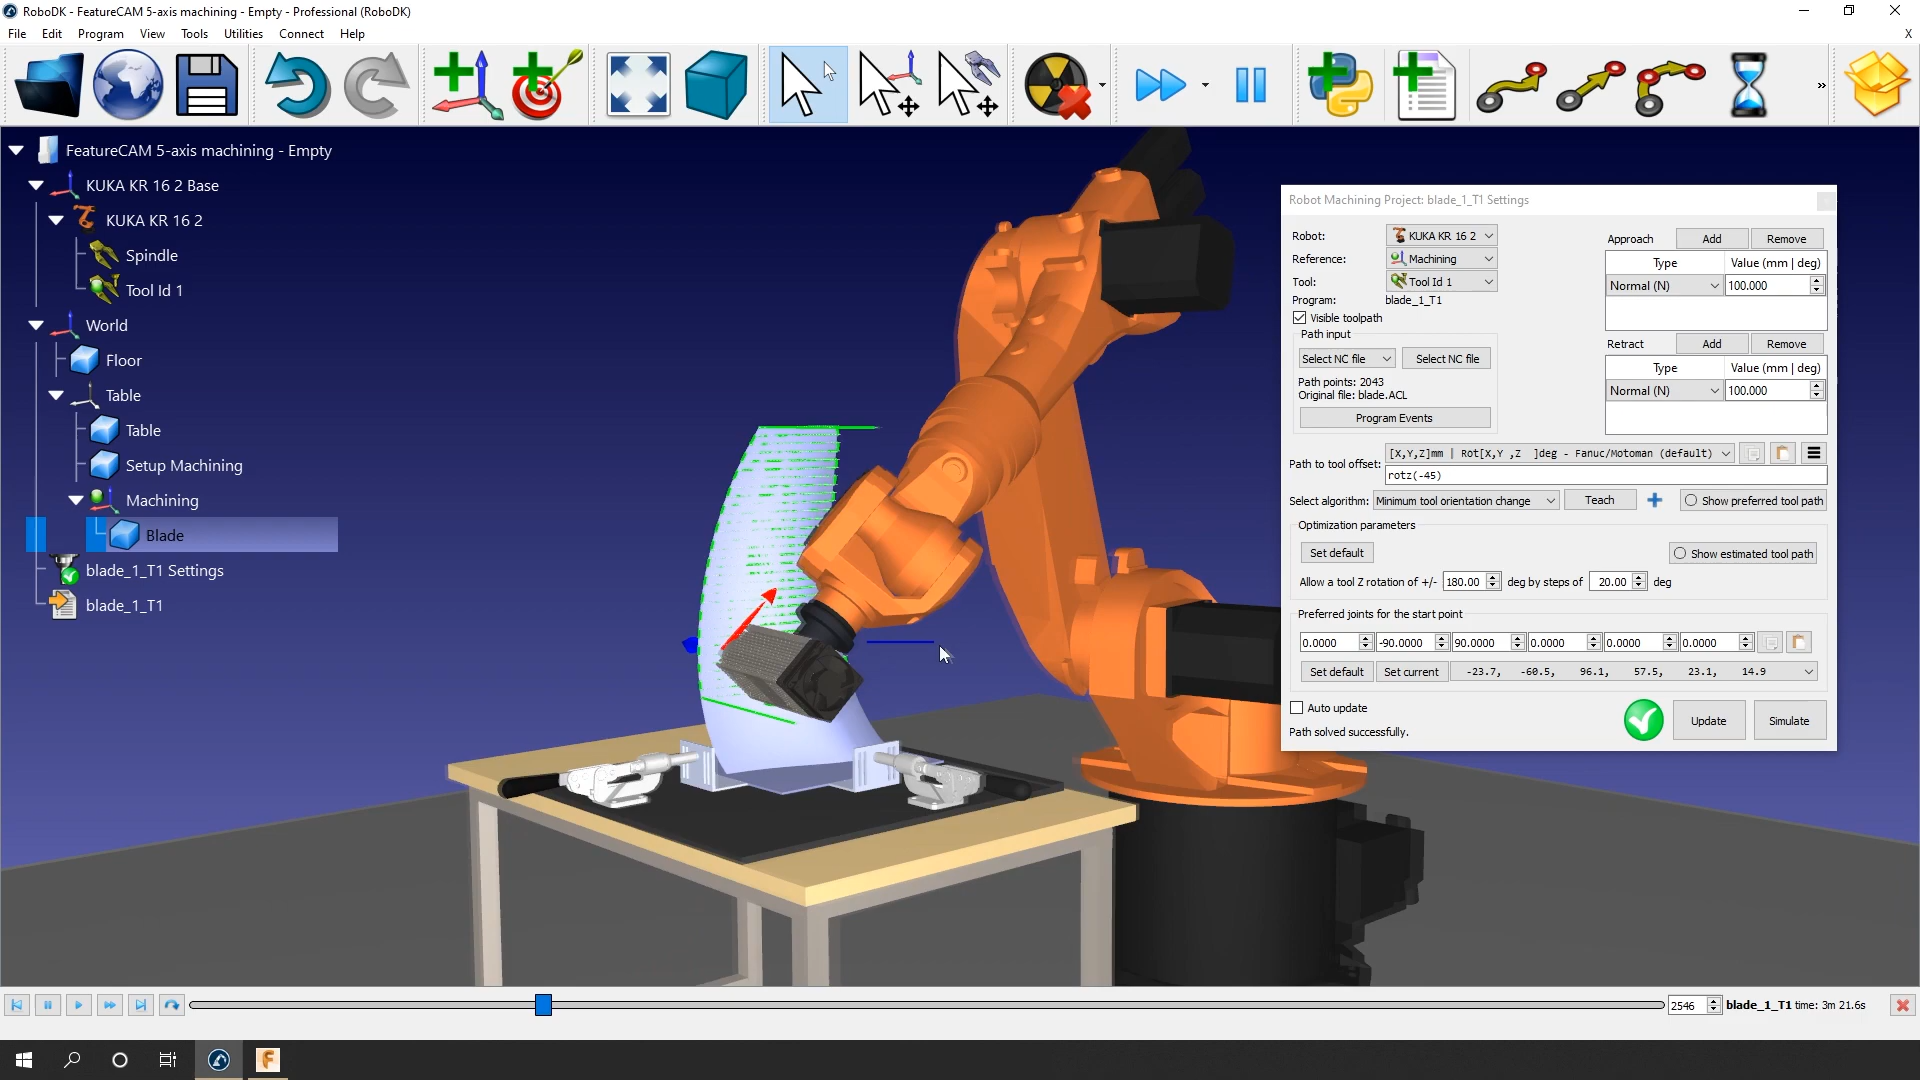 RoboDK - FeatureCAM 5-axis machining - Empty - Professional (RoboDK)
File Edit Program View Tools Utilities Connect Help X
»
FeatureCAM 5-axis machining - Empty
KUKA KR 16 2 Base
KUKA KR 16 2
Spindle
Tool Id 1
World
Floor
Table
Table
Setup Machining
Machining
Blade
blade_1_T1 Settings
blade_1_T1
Robot Machining Project: blade_1_T1 Settings
Robot: KUKA KR 16 2
Reference: Machining
Tool: Tool Id 1
Program: blade_1_T1
Visible toolpath
Path input
Select NC file Select NC file
Path points: 2043
Original file: blade.ACL
Program Events
Approach Add Remove
Type Value (mm | deg)
Normal (N) 100.000
Retract Add Remove
Type Value (mm | deg)
Normal (N) 100.000
Path to tool offset: [X,Y,Z]mm | Rot[X,Y ,Z ]deg - Fanuc/Motoman (default)
rotz(-45)
Select algorithm: Minimum tool orientation change Teach Show preferred tool path
Optimization parameters
Set default Show estimated tool path
Allow a tool Z rotation of +/- 180.00 deg by steps of 20.00 deg
Preferred joints for the start point
0.0000 -90.0000 90.0000 0.0000 0.0000 0.0000
Set default Set current -23.7, -60.5, 96.1, 57.5, 23.1, 14.9
Auto update
Path solved successfully.
Update Simulate
2546 blade_1_T1 time: 3m 21.6s